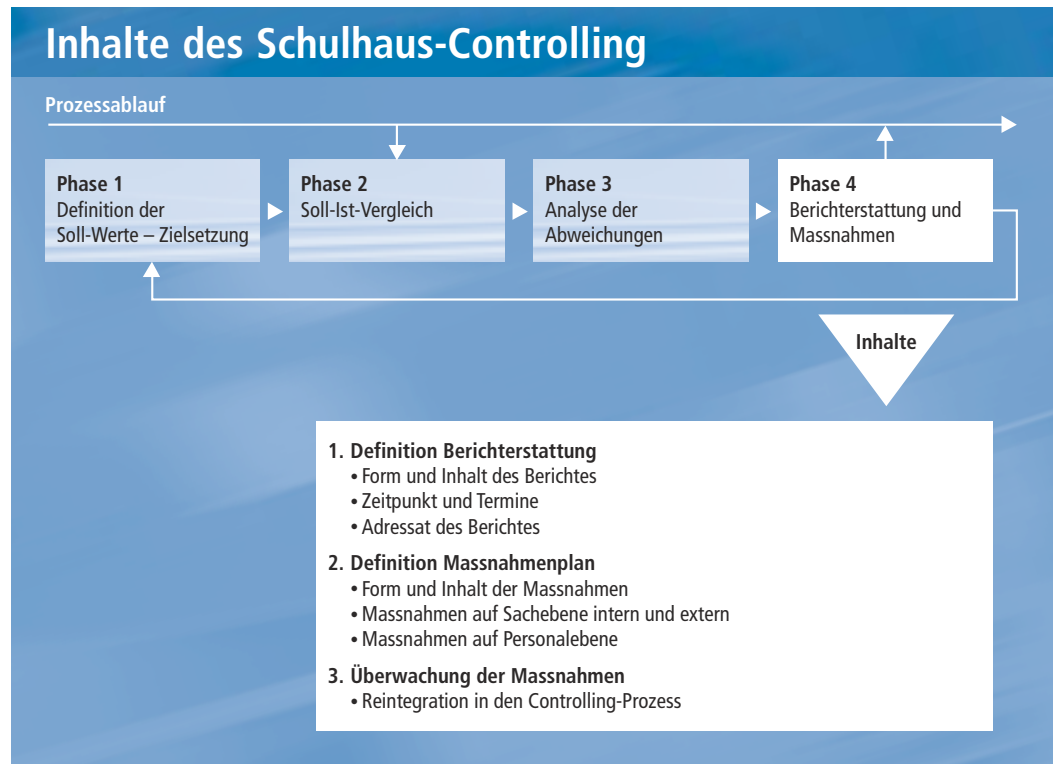 Inhalte des Schulhaus-Controlling
Prozessablauf
Phase 1
Definition der
Soll-Werte – Zielsetzung
Phase 2
Soll-Ist-Vergleich
Phase 3
Analyse der
Abweichungen
Phase 4
Berichterstattung und
Massnahmen
Inhalte
1. Definition Berichterstattung
• Form und Inhalt des Berichtes
• Zeitpunkt und Termine
• Adressat des Berichtes
2. Definition Massnahmenplan
• Form und Inhalt der Massnahmen
• Massnahmen auf Sachebene intern und extern
• Massnahmen auf Personalebene
3. Überwachung der Massnahmen
• Reintegration in den Controlling-Prozess